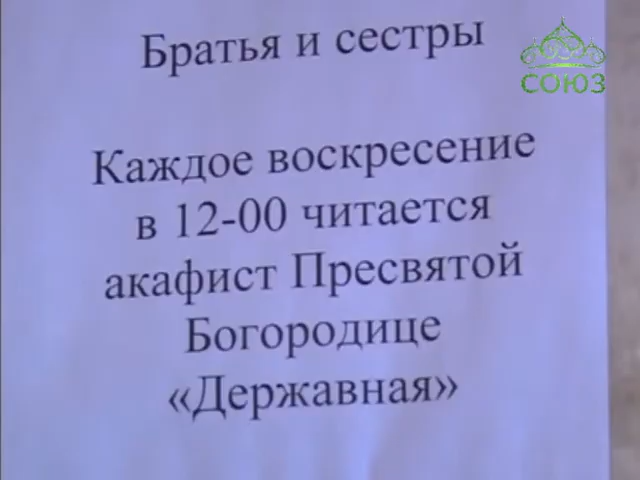 Братья и сестры
СОЮЗ
Каждое воскресение
в 12-00 читается
акафист Пресвятой
Богородице
«Державная»